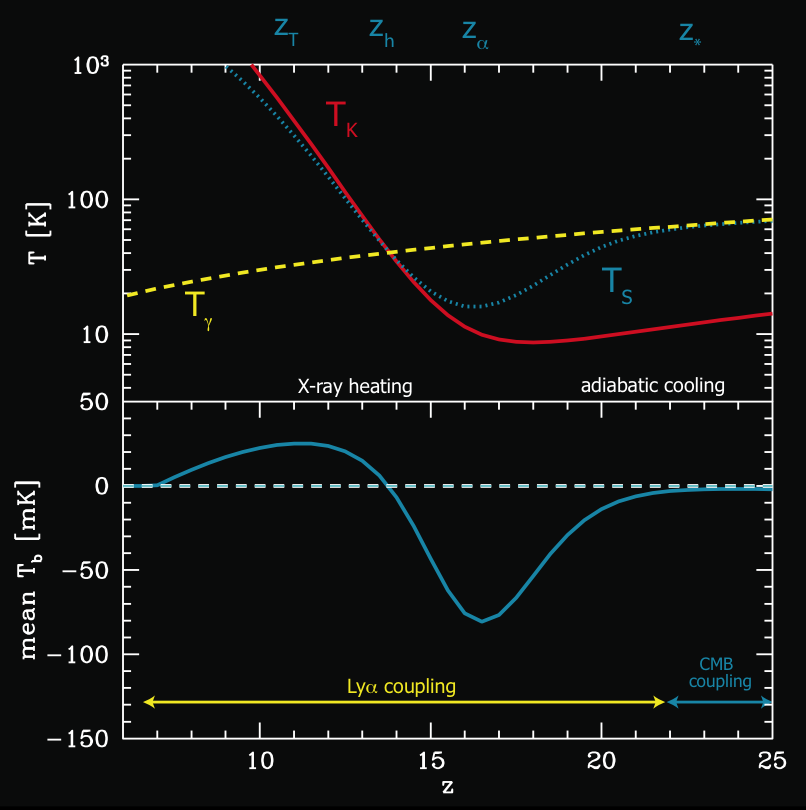 z_T z_h z_α z_*
10³
T_K
100
T [K]
T_S
T_γ
10
X-ray heating adiabatic cooling
50
0
mean T_b [mK]
−50
−100
CMB
coupling
Lyα coupling
−150
10 15 20 25
z